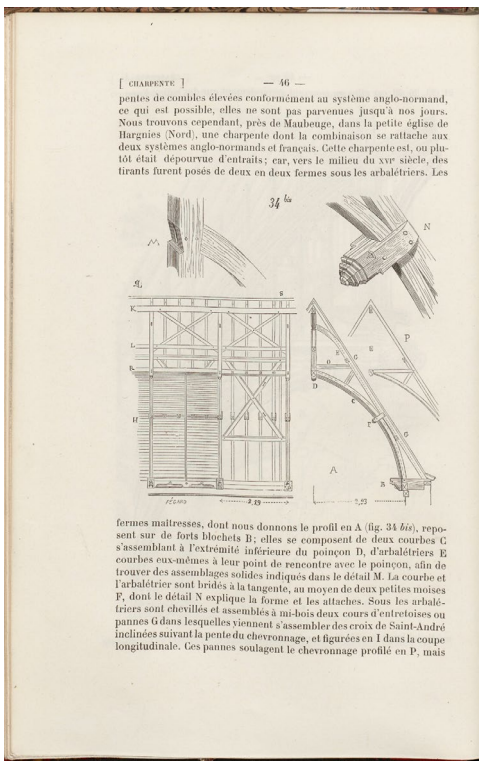 [ CHARPENTE ] — 46 —
pentes de combles élevées conformément au système anglo-normand,
ce qui est possible, elles ne sont pas parvenues jusqu'à nos jours.
Nous trouvons cependant, près de Maubeuge, dans la petite église de
Hargnies (Nord), une charpente dont la combinaison se rattache aux
deux systèmes anglo-normands et français. Cette charpente est, ou plu-
tôt était dépourvue d'entraits; car, vers le milieu du XVIe siècle, des
tirants furent posés de deux en deux fermes sous les arbalétriers. Les
34 bis
M
N
S
K
L
R
H
P
E
G
O
D
C
F
G
A
B
PÉGARD
fermes maîtresses, dont nous donnons le profil en A (fig. 34 bis), repo-
sent sur de forts blochets B; elles se composent de deux courbes C
s'assemblant à l'extrémité inférieure du poinçon D, d'arbalétriers E
courbes eux-mêmes à leur point de rencontre avec le poinçon, afin de
trouver des assemblages solides indiqués dans le détail M. La courbe et
l'arbalétrier sont bridés à la tangente, au moyen de deux petites moises
F, dont le détail N explique la forme et les attaches. Sous les arbalé-
triers sont chevillés et assemblés à mi-bois deux cours d'entretoises ou
pannes G dans lesquelles viennent s'assembler des croix de Saint-André
inclinées suivant la pente du chevronnage, et figurées en I dans la coupe
longitudinale. Ces pannes soulagent le chevronnage profilé en P, mais